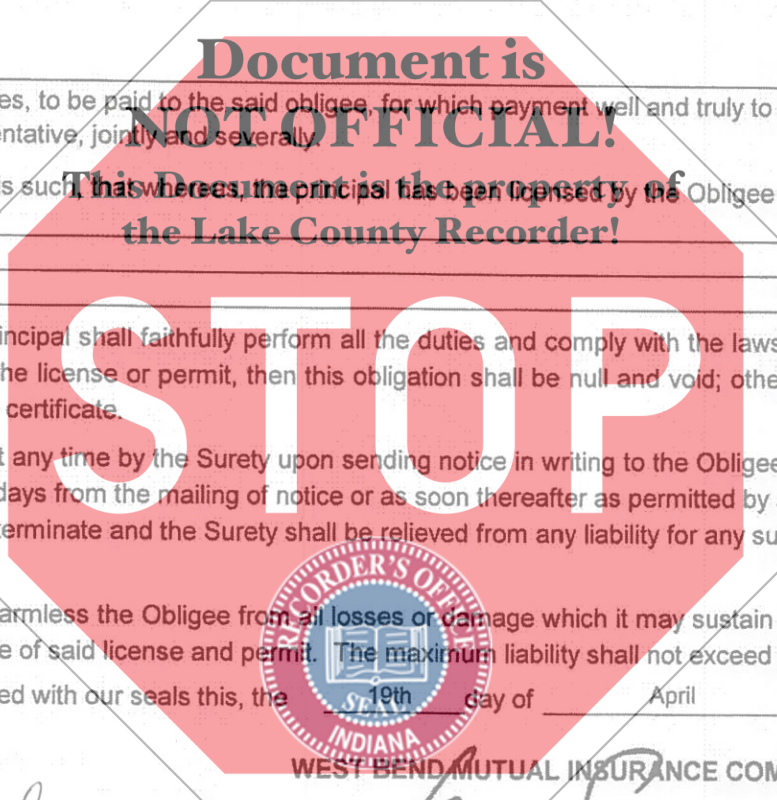 Document is
es, to be paid to the said obligee, for which payment well and truly to
NOT OFFICIAL!
entative, jointly and severally.
This Document is the property of
is such, that whereas, the principal has been licensed by the Obligee
the Lake County Recorder!
STOP
incipal shall faithfully perform all the duties and comply with the laws
he license or permit, then this obligation shall be null and void; othe
certificate.
t any time by the Surety upon sending notice in writing to the Obligee
days from the mailing of notice or as soon thereafter as permitted by
terminate and the Surety shall be relieved from any liability for any su
RECORDER'S OFFICE
armless the Obligee from all losses or damage which it may sustain
e of said license and permit. The maximum liability shall not exceed
ed with our seals this, the 19th day of April
SEAL
INDIANA
WEST BEND MUTUAL INSURANCE COM